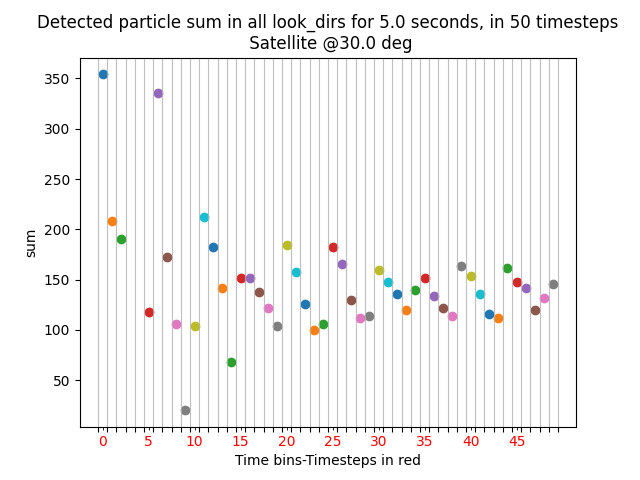 Detected particle sum in all look_dirs for 5.0 seconds, in 50 timesteps
Satellite @30.0 deg
350
300
250
200
150
100
50
sum
0 5 10 15 20 25 30 35 40 45
Time bins-Timesteps in red